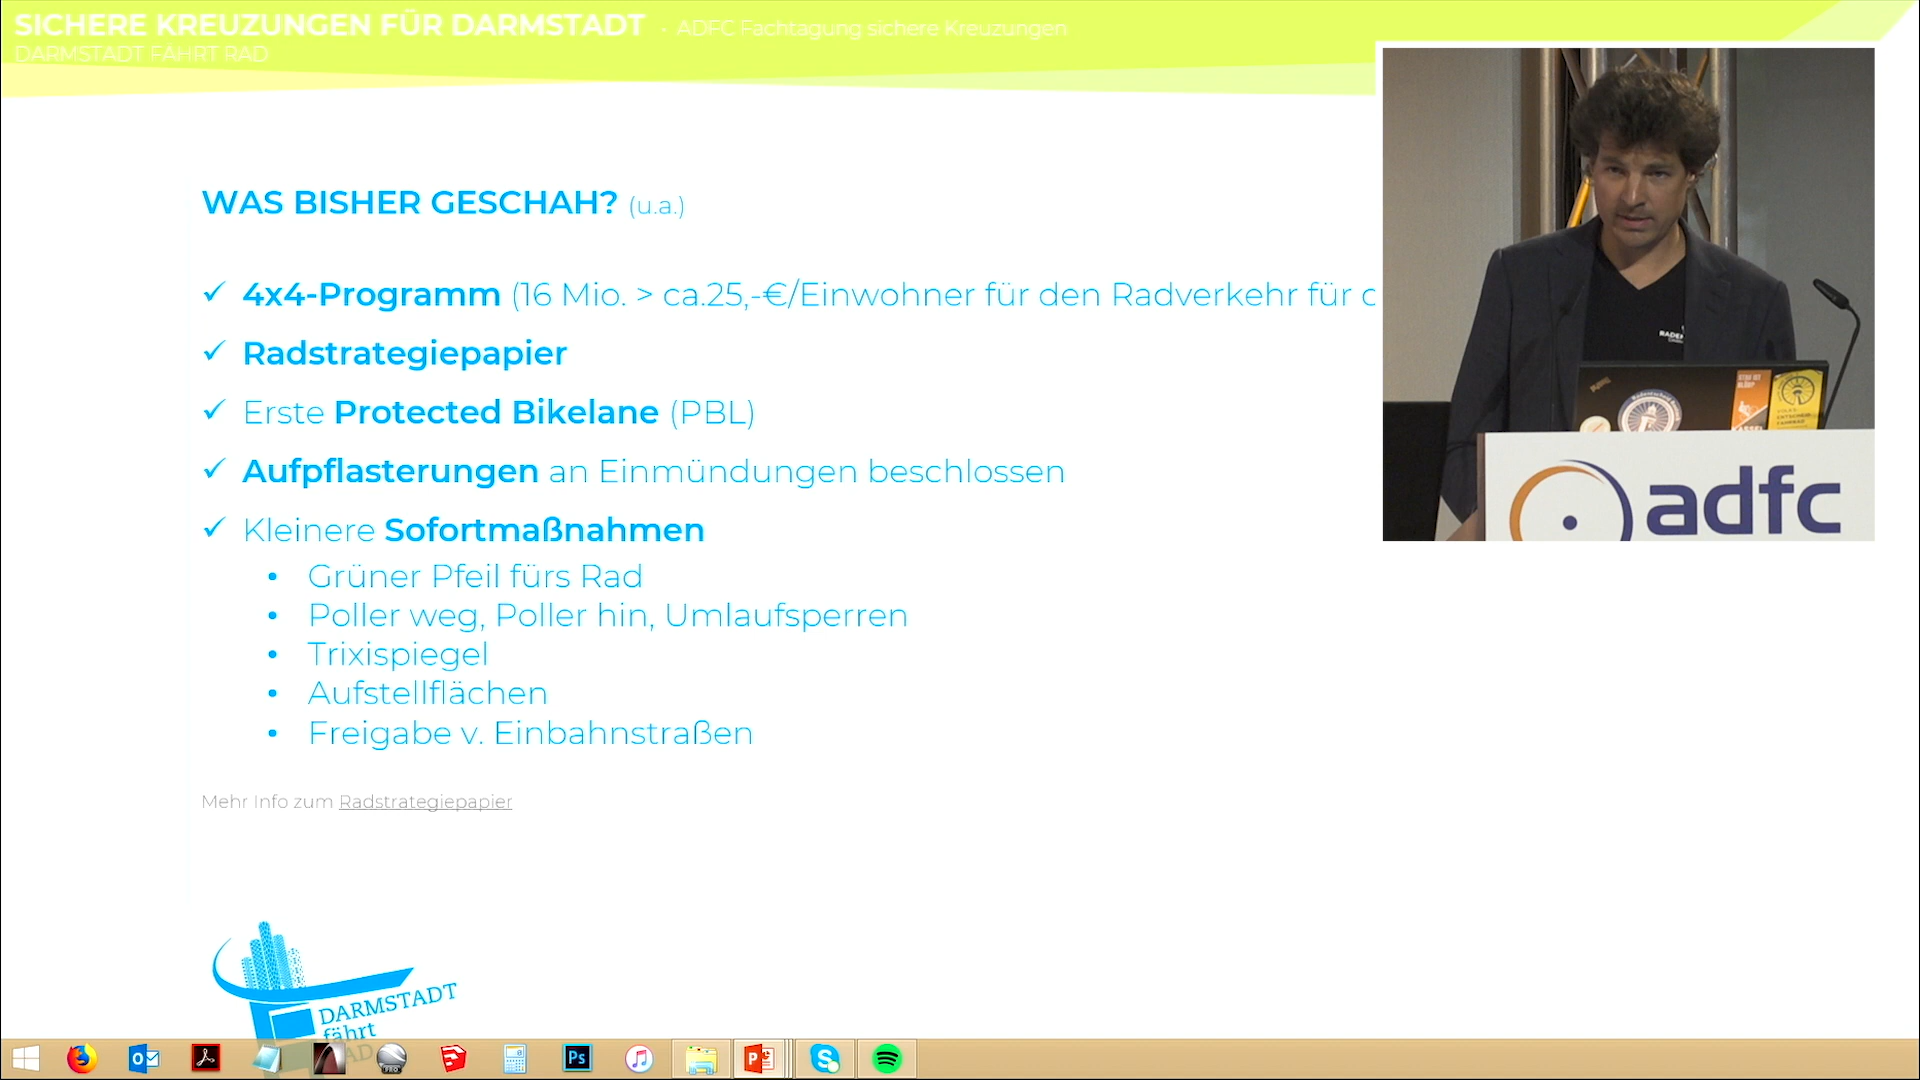 SICHERE KREUZUNGEN FÜR DARMSTADT - ADFC Fachtagung sichere Kreuzungen
DARMSTADT FÄHRT RAD
WAS BISHER GESCHAH? (u.a.)
✓ 4x4-Programm (16 Mio. > ca.25,-€/Einwohner für den Radverkehr für
✓ Radstrategiepapier
✓ Erste Protected Bikelane (PBL)
✓ Aufpflasterungen an Einmündungen beschlossen
✓ Kleinere Sofortmaßnahmen
• Grüner Pfeil fürs Rad
• Poller weg, Poller hin, Umlaufsperren
• Trixispiegel
• Aufstellflächen
• Freigabe v. Einbahnstraßen
Mehr Info zum Radstrategiepapier
DARMSTADT
fährt
adfc
Ps